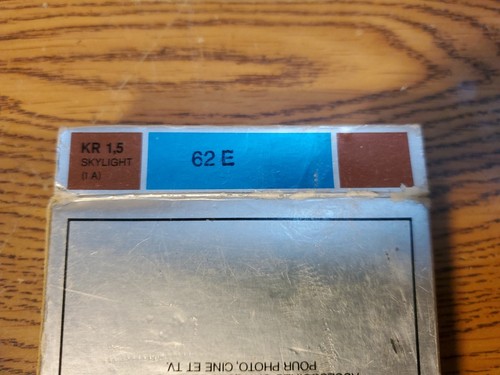 KR 1,5
SKYLIGHT
(1 A)
62 E
POUR PHOTO, CINE ET TV